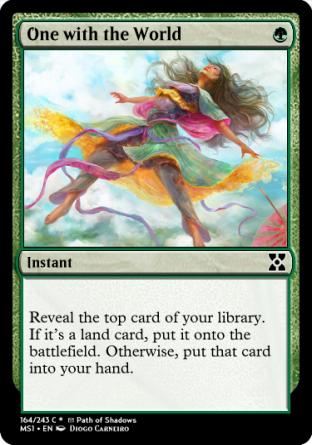 One with the World
Instant
Reveal the top card of your library.
If it's a land card, put it onto the
battlefield. Otherwise, put that card
into your hand.
164/243 C * Path of Shadows
MS1 • EN Diogo Carneiro